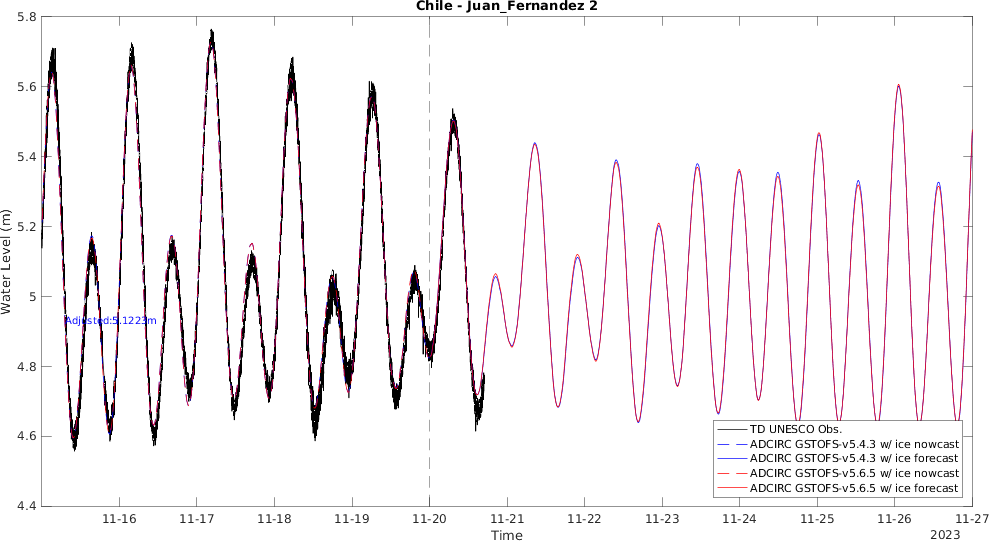 Chile - Juan_Fernandez 2
Water Level (m)
5.8
5.6
5.4
5.2
5
4.8
4.6
4.4
Adjusted:5.1223m
TD UNESCO Obs.
ADCIRC GSTOFS-v5.4.3 w/ ice nowcast
ADCIRC GSTOFS-v5.4.3 w/ ice forecast
ADCIRC GSTOFS-v5.6.5 w/ ice nowcast
ADCIRC GSTOFS-v5.6.5 w/ ice forecast
11-16 11-17 11-18 11-19 11-20 11-21 11-22 11-23 11-24 11-25 11-26 11-27
Time
2023